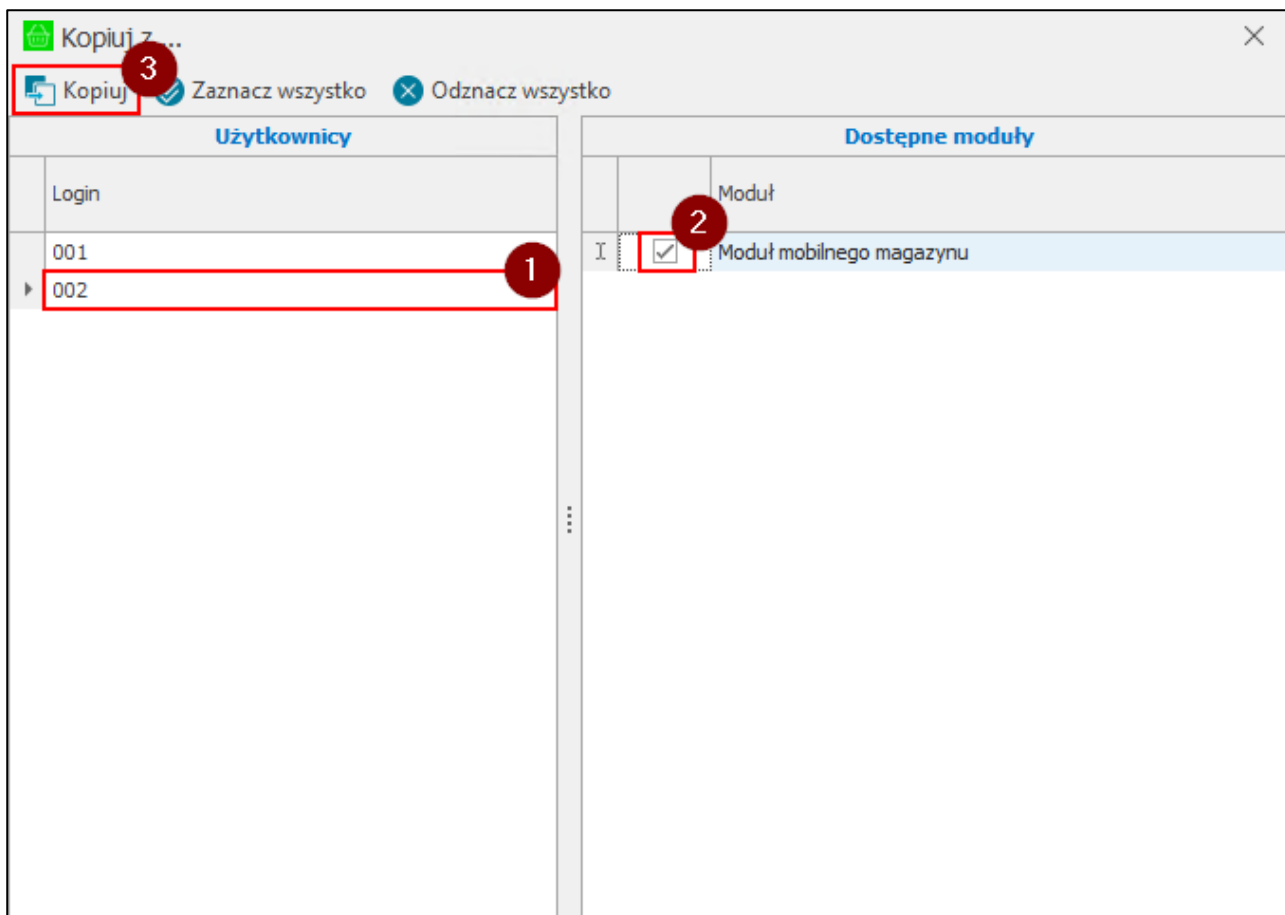 Kopiuj z ...
3
Kopiuj Zaznacz wszystko Odznacz wszystko
Użytkownicy Dostępne moduły
Login Moduł
2
001 Moduł mobilnego magazynu
1
002